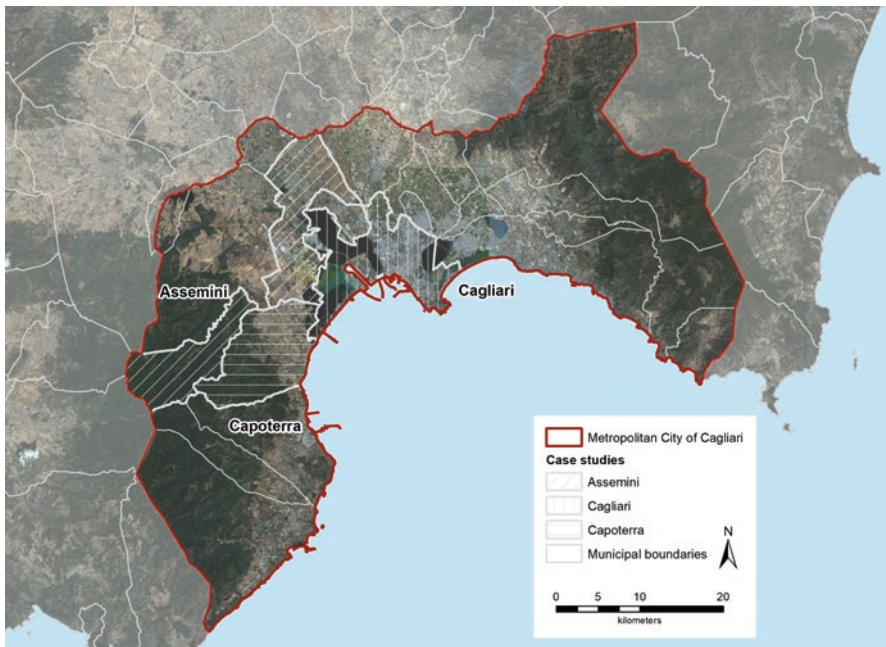 Assemini
Cagliari
Capoterra
Metropolitan City of Cagliari
Case studies
Assemini
Cagliari
Capoterra
Municipal boundaries
N
0 5 10 20
kilometers